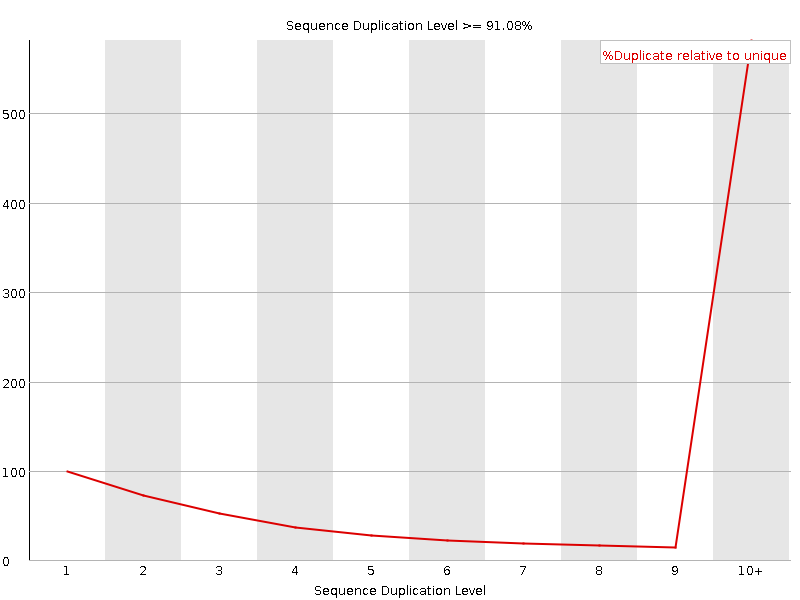 Sequence Duplication Level >= 91.08%
%Duplicate relative to unique
500
400
300
200
100
0
1 2 3 4 5 6 7 8 9 10+
Sequence Duplication Level